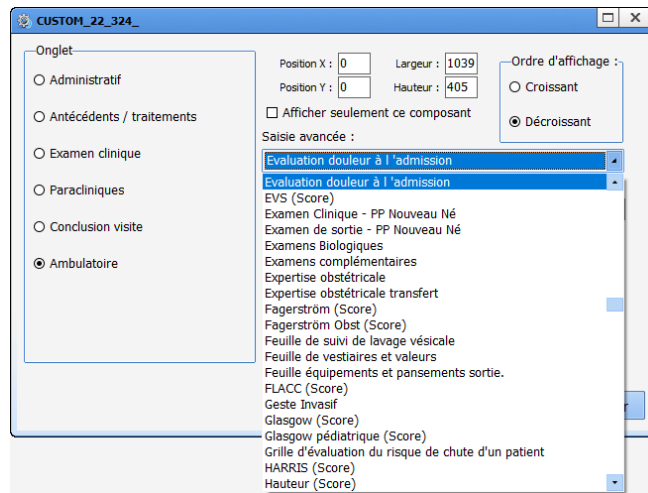 CUSTOM_22_324_
Onglet
Administratif
Antécédents / traitements
Examen clinique
Paracliniques
Conclusion visite
Ambulatoire
Position X : 0 Largeur : 1039
Position Y : 0 Hauteur : 405
Afficher seulement ce composant
Ordre d'affichage :
Croissant
Décroissant
Saisie avancée :
Evaluation douleur à l 'admission
Evaluation douleur à l 'admission
EVS (Score)
Examen Clinique - PP Nouveau Né
Examen de sortie - PP Nouveau Né
Examens Biologiques
Examens complémentaires
Expertise obstétricale
Expertise obstétricale transfert
Fagerström (Score)
Fagerström Obst (Score)
Feuille de suivi de lavage vésicale
Feuille de vestiaires et valeurs
Feuille équipements et pansements sortie.
FLACC (Score)
Geste Invasif
Glasgow (Score)
Glasgow pédiatrique (Score)
Grille d'évaluation du risque de chute d'un patient
HARRIS (Score)
Hauteur (Score)